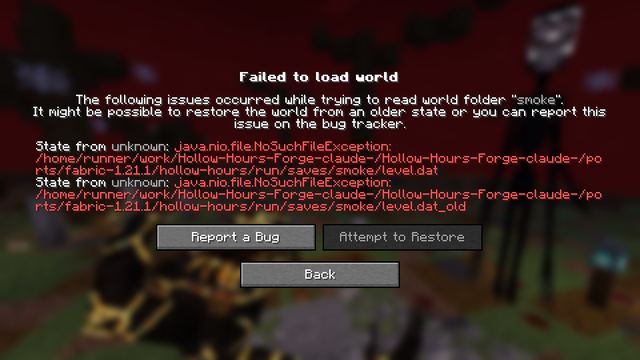 Failed to load world
The following issues occurred while trying to read world folder "smoke".
It might be possible to restore the world from an older state or you can report this
issue on the bug tracker.
State from unknown: java.nio.file.NoSuchFileException:
/home/runner/work/Hollow-Hours-Forge-claude-/Hollow-Hours-Forge-claude-/po
rts/fabric-1.21.1/hollow-hours/run/saves/smoke/level.dat
State from unknown: java.nio.file.NoSuchFileException:
/home/runner/work/Hollow-Hours-Forge-claude-/Hollow-Hours-Forge-claude-/po
rts/fabric-1.21.1/hollow-hours/run/saves/smoke/level.dat_old
Report a Bug
Attempt to Restore
Back